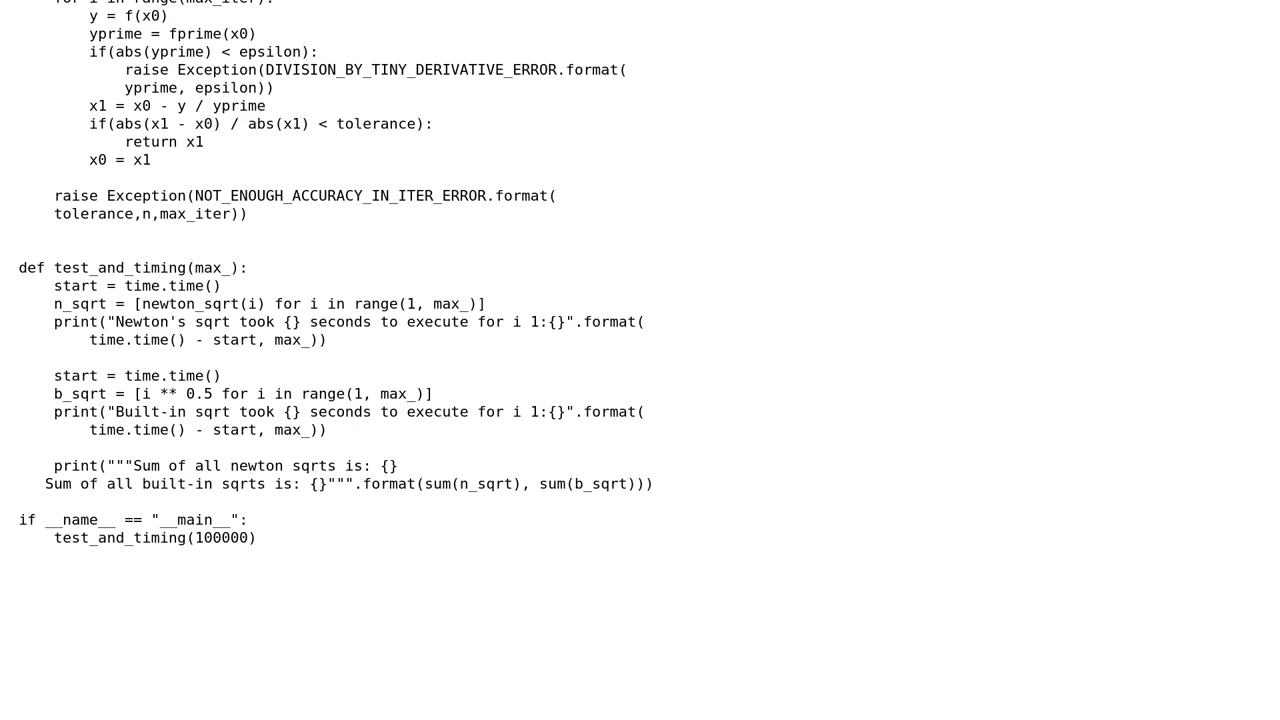 for i in range(max_iter):
        y = f(x0)
        yprime = fprime(x0)
        if(abs(yprime) < epsilon):
            raise Exception(DIVISION_BY_TINY_DERIVATIVE_ERROR.format(
            yprime, epsilon))
        x1 = x0 - y / yprime
        if(abs(x1 - x0) / abs(x1) < tolerance):
            return x1
        x0 = x1

    raise Exception(NOT_ENOUGH_ACCURACY_IN_ITER_ERROR.format(
    tolerance,n,max_iter))


def test_and_timing(max_):
    start = time.time()
    n_sqrt = [newton_sqrt(i) for i in range(1, max_)]
    print("Newton's sqrt took {} seconds to execute for i 1:{}".format(
        time.time() - start, max_))

    start = time.time()
    b_sqrt = [i ** 0.5 for i in range(1, max_)]
    print("Built-in sqrt took {} seconds to execute for i 1:{}".format(
        time.time() - start, max_))

    print("""Sum of all newton sqrts is: {}
   Sum of all built-in sqrts is: {}""".format(sum(n_sqrt), sum(b_sqrt)))

if __name__ == "__main__":
    test_and_timing(100000)